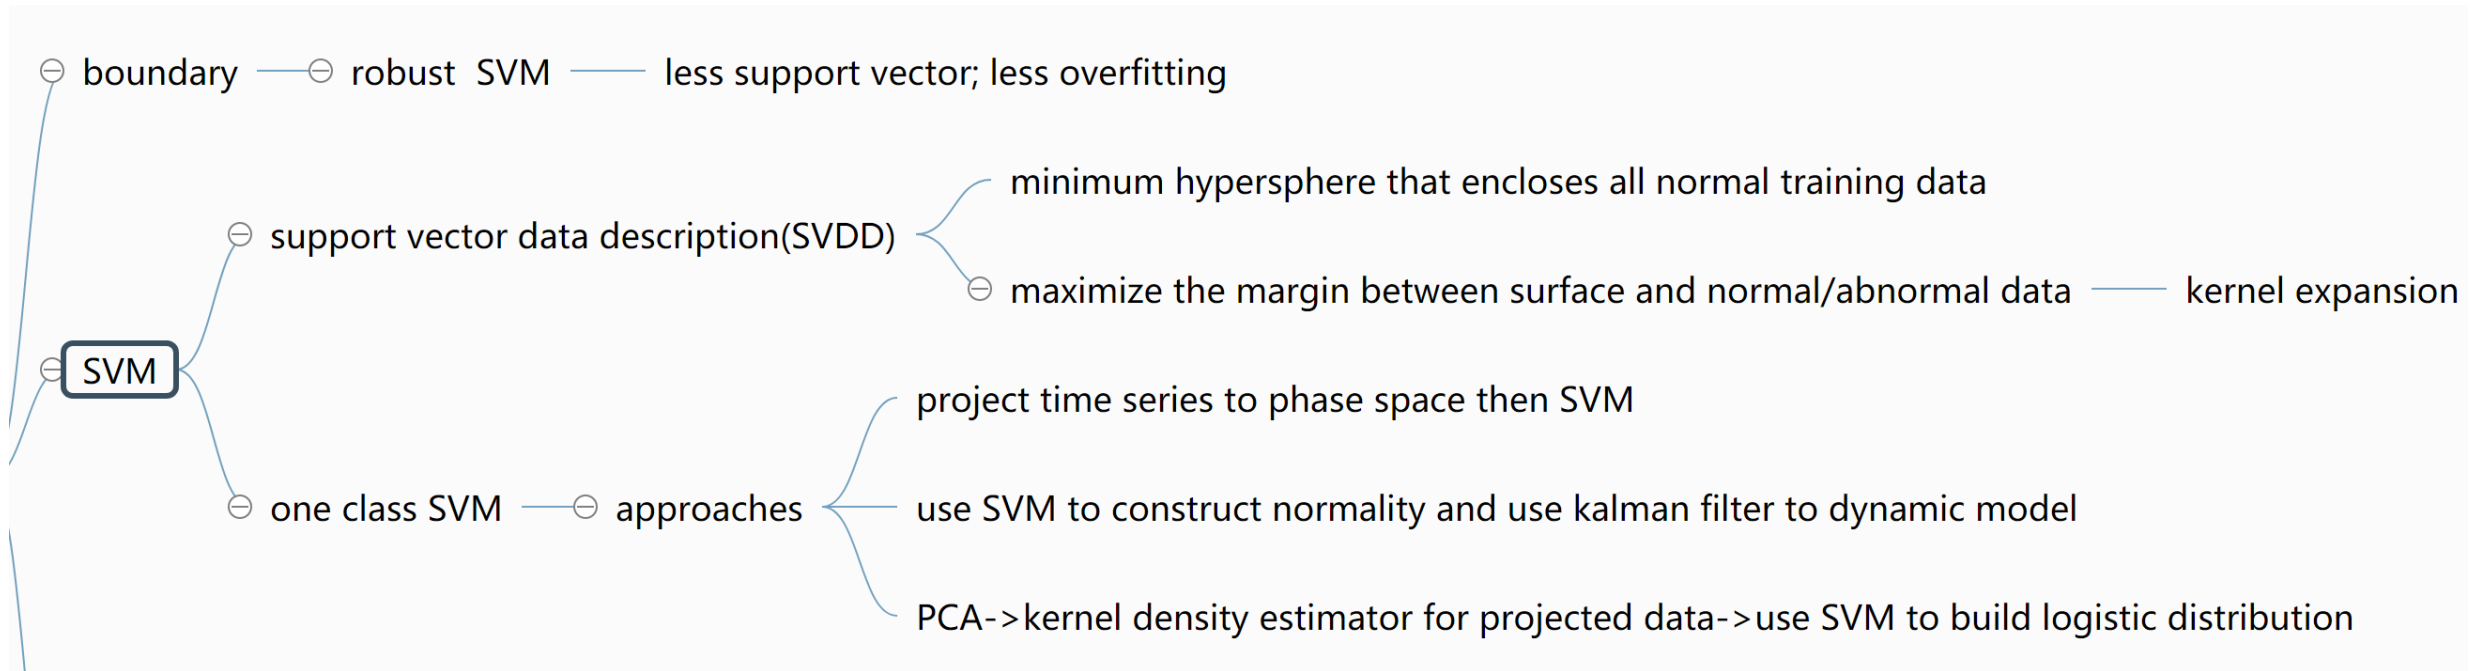 boundary
robust  SVM
less support vector; less overfitting
SVM
support vector data description(SVDD)
minimum hypersphere that encloses all normal training data
maximize the margin between surface and normal/abnormal data
kernel expansion
one class SVM
approaches
project time series to phase space then SVM
use SVM to construct normality and use kalman filter to dynamic model
PCA->kernel density estimator for projected data->use SVM to build logistic distribution